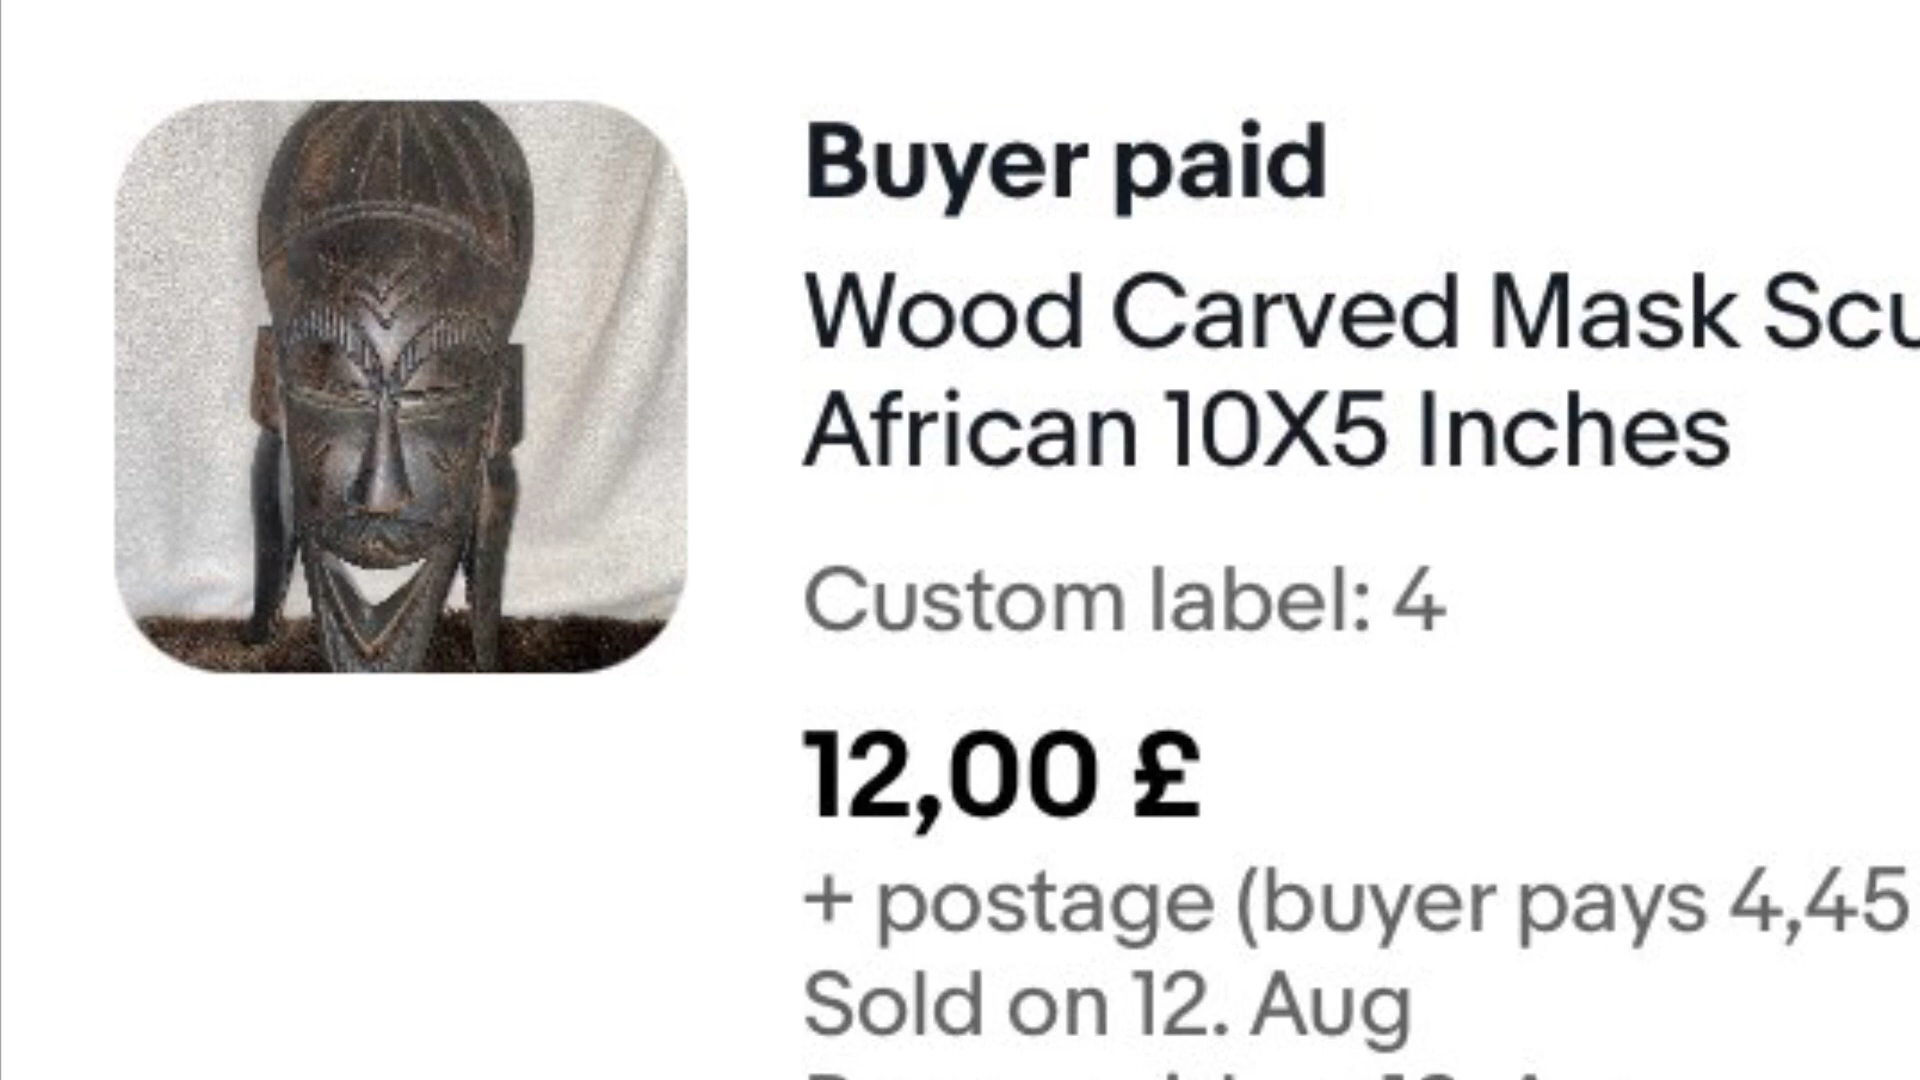 Buyer paid
Wood Carved Mask
African 10X5 Inches
Custom label: 4
12,00 £
+ postage (buyer pays 4,45
Sold on 12. Aug